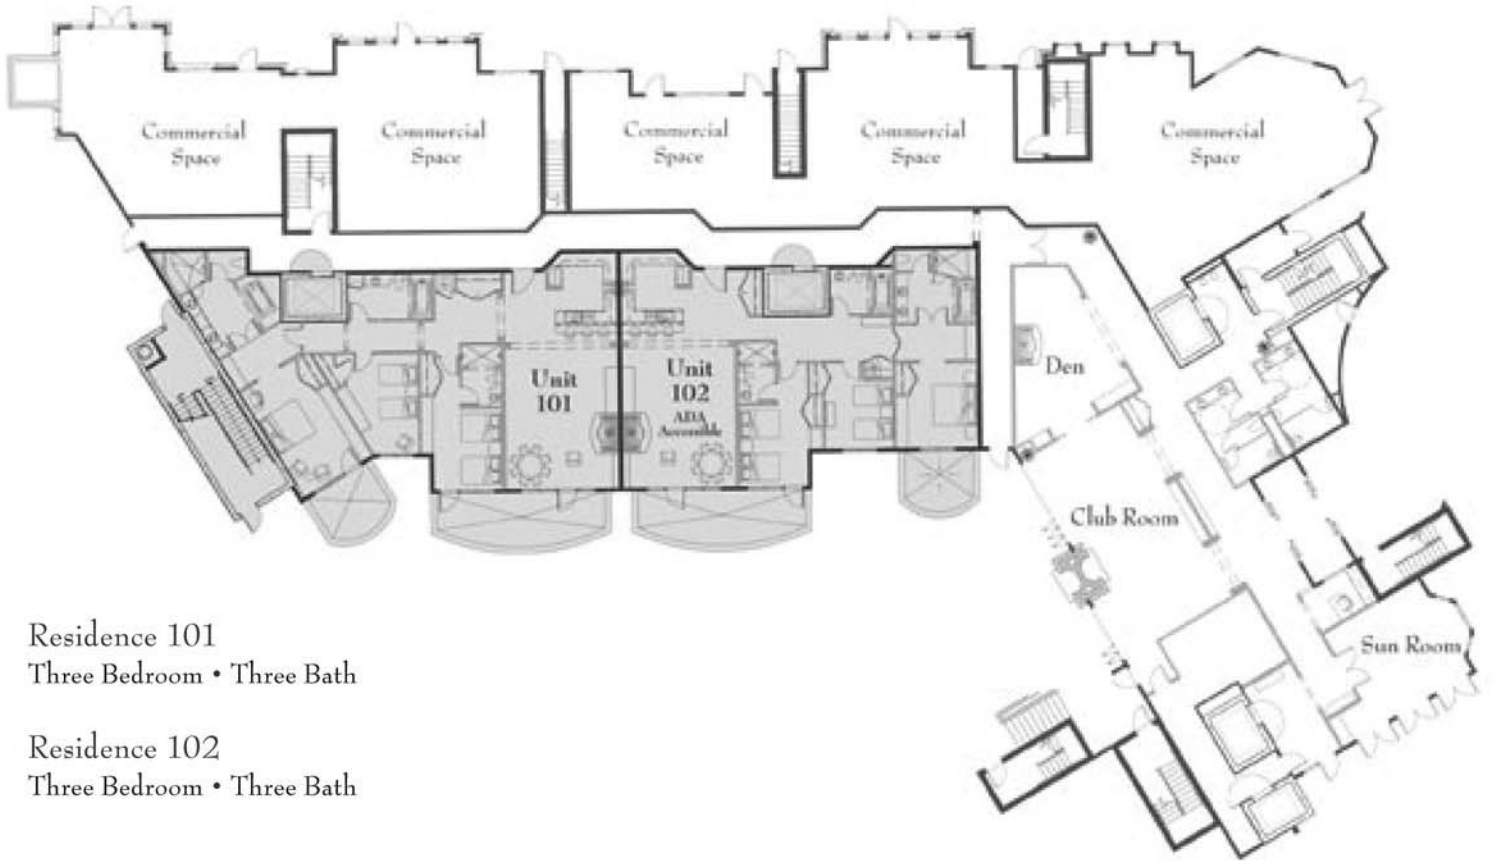 Commercial
Space
Commercial
Space
Commercial
Space
Commercial
Space
Commercial
Space
Unit
101
Unit
102
ADA
Accessible
Den
Club Room
Sun Room
Residence 101
Three Bedroom • Three Bath
Residence 102
Three Bedroom • Three Bath